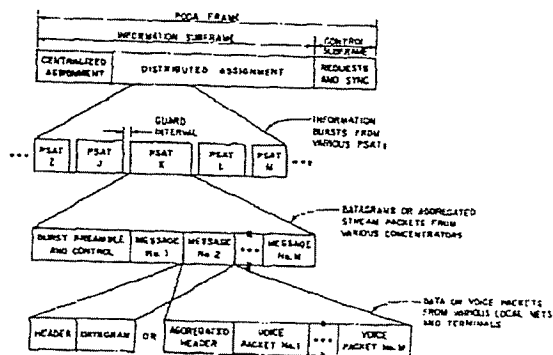 PODA FRAME
INFORMATION SUBFRAME
CONTROL SUBFRAME
CENTRALIZED ASSIGNMENT
DISTRIBUTED ASSIGNMENT
REQUESTS AND SYNC
GUARD INTERVAL
INFORMATION BURSTS FROM VARIOUS PSATs
••• PSAT
PSAT J
PSAT K
PSAT L
PSAT M •••
DATAGRAMS OR AGGREGATED STREAM PACKETS FROM VARIOUS CONCENTRATORS
BURST PREAMBLE AND CONTROL
MESSAGE No. 1
MESSAGE No. 2
•••
MESSAGE No. M
DATA OR VOICE PACKETS FROM VARIOUS LOCAL NETS AND TERMINALS
HEADER
DATAGRAM
OR
AGGREGATED HEADER
VOICE PACKET No. 1
•••
VOICE PACKET No. M